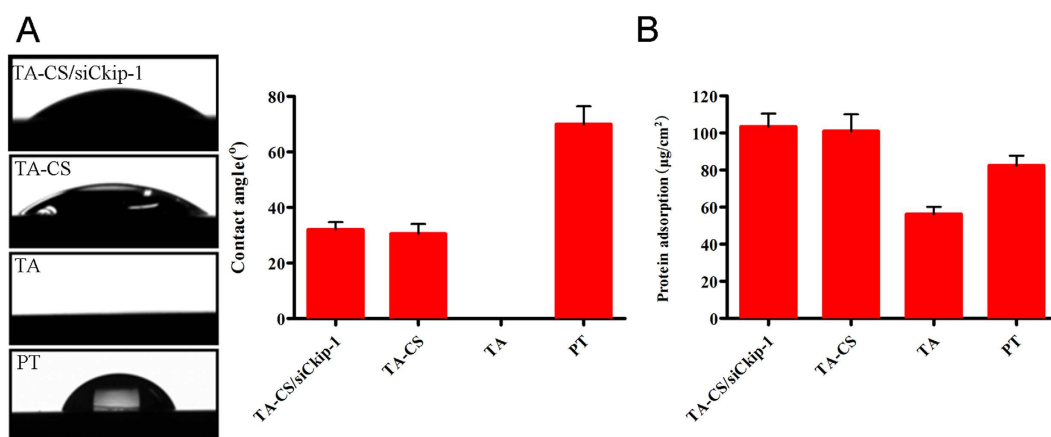 A
TA-CS/siCkip-1
TA-CS
TA
PT
Contact angle(⁰)
80
60
40
20
0
TA-CS/siCkip-1
TA-CS
TA
PT
B
Protein adsorption (μg/cm²)
120
100
80
60
40
20
0
TA-CS/siCkip-1
TA-CS
TA
PT